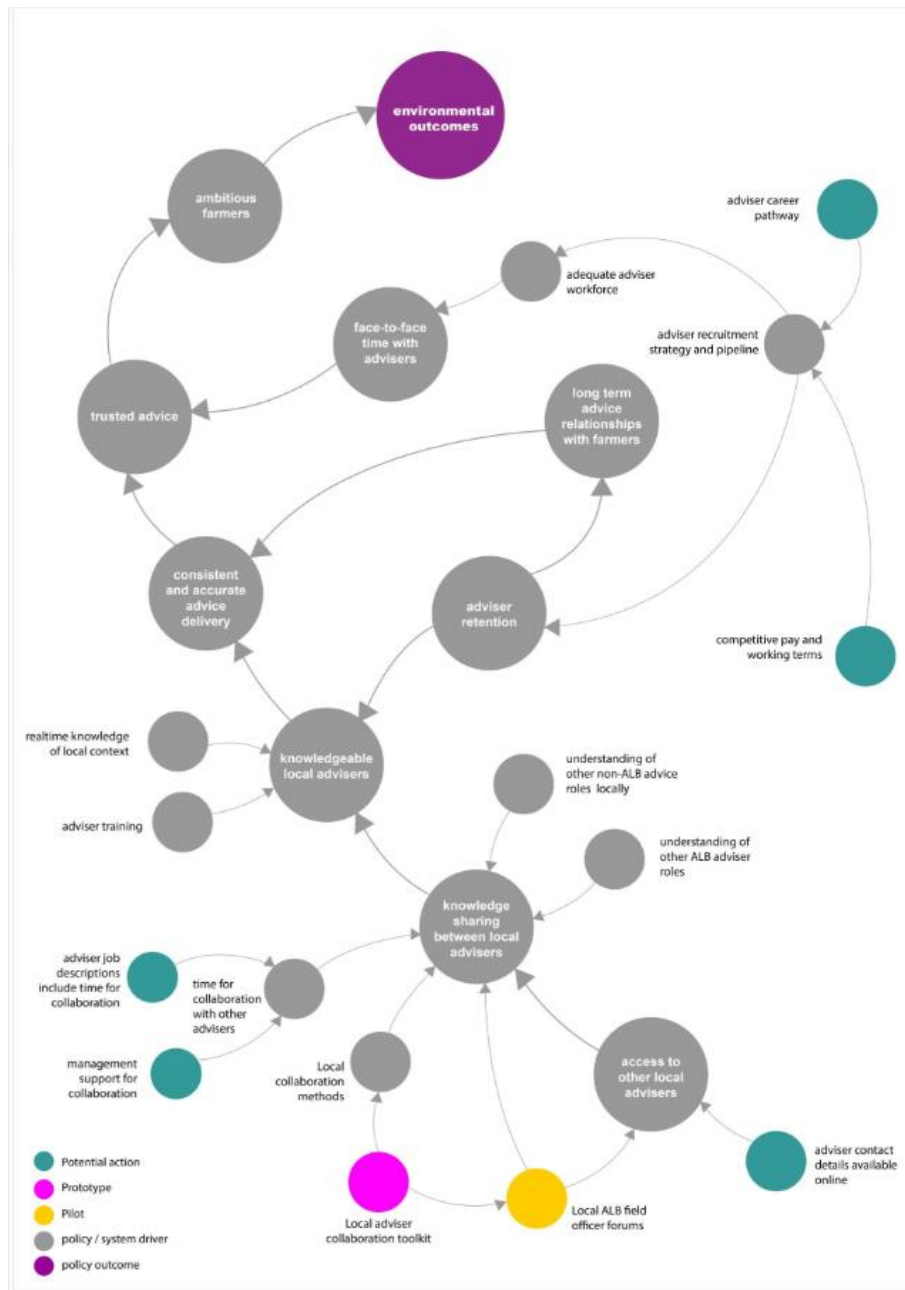 environmental
outcomes
ambitious
farmers
adviser career
pathway
adequate adviser
workforce
face-to-face
time with
advisers
adviser recruitment
strategy and pipeline
trusted advice
long term
advice
relationships
with farmers
consistent
and accurate
advice
delivery
adviser
retention
competitive pay and
working terms
realtime knowledge
of local context
knowledgeable
local advisers
adviser training
understanding of
other non-ALB advice
roles locally
understanding of
other ALB adviser
roles
knowledge
sharing
between local
advisers
adviser job
descriptions
include time for
collaboration
time for
collaboration
with other
advisers
management
support for
collaboration
Local
collaboration
methods
access to
other local
advisers
adviser contact
details available
online
Local adviser
collaboration toolkit
Local ALB field
officer forums
Potential action
Prototype
Pilot
policy / system driver
policy outcome